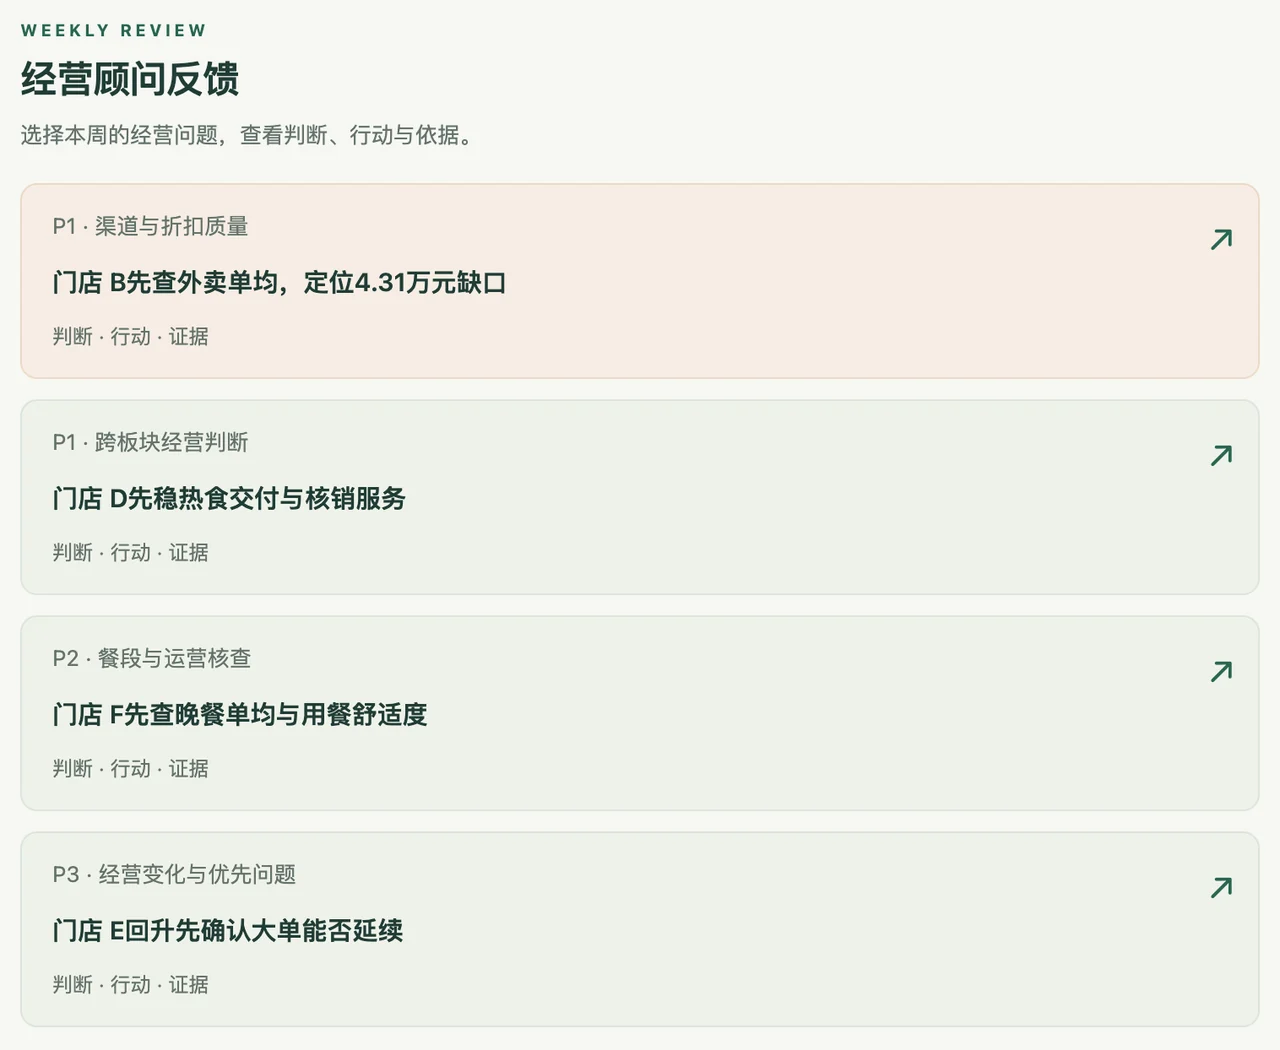 WEEKLY REVIEW
经营顾问反馈
选择本周的经营问题，查看判断、行动与依据。
P1 · 渠道与折扣质量
门店 B先查外卖单均，定位4.31万元缺口
判断 · 行动 · 证据
P1 · 跨板块经营判断
门店 D先稳热食交付与核销服务
判断 · 行动 · 证据
P2 · 餐段与运营核查
门店 F先查晚餐单均与用餐舒适度
判断 · 行动 · 证据
P3 · 经营变化与优先问题
门店 E回升先确认大单能否延续
判断 · 行动 · 证据